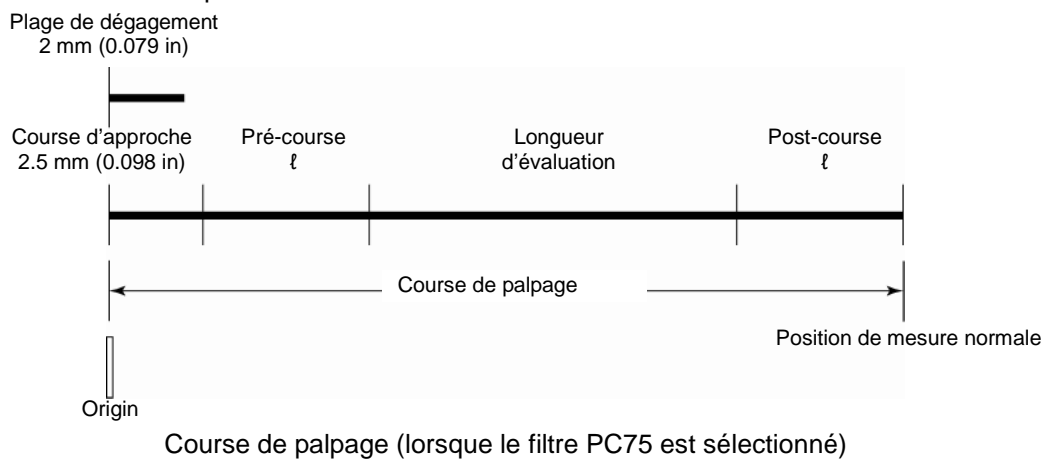 Plage de dégagement
2 mm (0.079 in)
Course d'approche
2.5 mm (0.098 in)
Pré-course
ℓ
Longueur
d'évaluation
Post-course
ℓ
Course de palpage
Position de mesure normale
Origin
Course de palpage (lorsque le filtre PC75 est sélectionné)